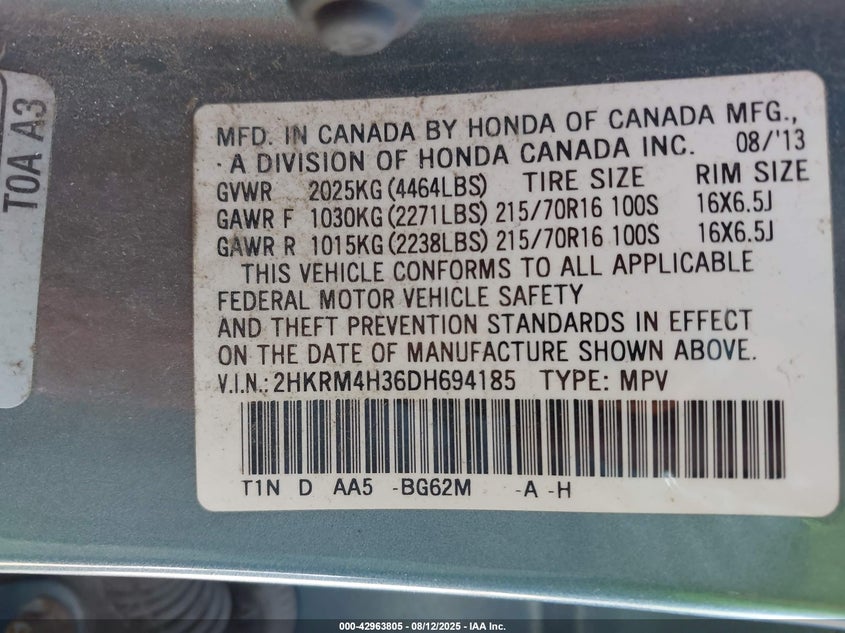 TOA A3
MFD. IN CANADA BY HONDA OF CANADA MFG.,
A DIVISION OF HONDA CANADA INC. 08/'13
GVWR 2025KG (4464LBS) TIRE SIZE RIM SIZE
GAWR F 1030KG (2271LBS) 215/70R16 100S 16X6.5J
GAWR R 1015KG (2238LBS) 215/70R16 100S 16X6.5J
THIS VEHICLE CONFORMS TO ALL APPLICABLE
FEDERAL MOTOR VEHICLE SAFETY
AND THEFT PREVENTION STANDARDS IN EFFECT
ON THE DATE OF MANUFACTURE SHOWN ABOVE.
V.I.N.: 2HKRM4H36DH694185 TYPE: MPV
T1N D AA5 -BG62M -A -H
000-42963805 - 08/12/2025 - IAA Inc.